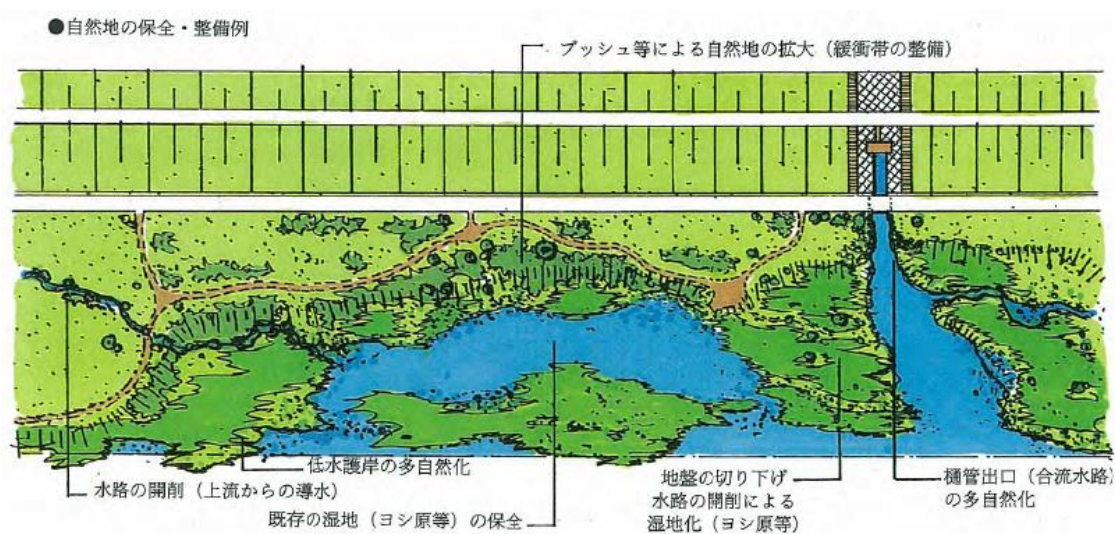 ●自然地の保全・整備例
ブッシュ等による自然地の拡大（緩衝帯の整備）
低水護岸の多自然化
水路の開削（上流からの導水）
既存の湿地（ヨシ原等）の保全
地盤の切り下げ
水路の開削による
湿地化（ヨシ原等）
樋管出口（合流水路）
の多自然化